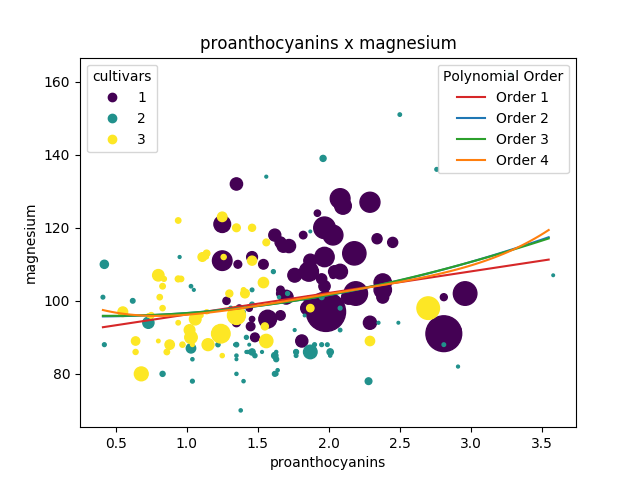 proanthocyanins x magnesium
cultivars
1
2
3
Polynomial Order
Order 1
Order 2
Order 3
Order 4
magnesium
160
140
120
100
80
0.5 1.0 1.5 2.0 2.5 3.0 3.5
proanthocyanins